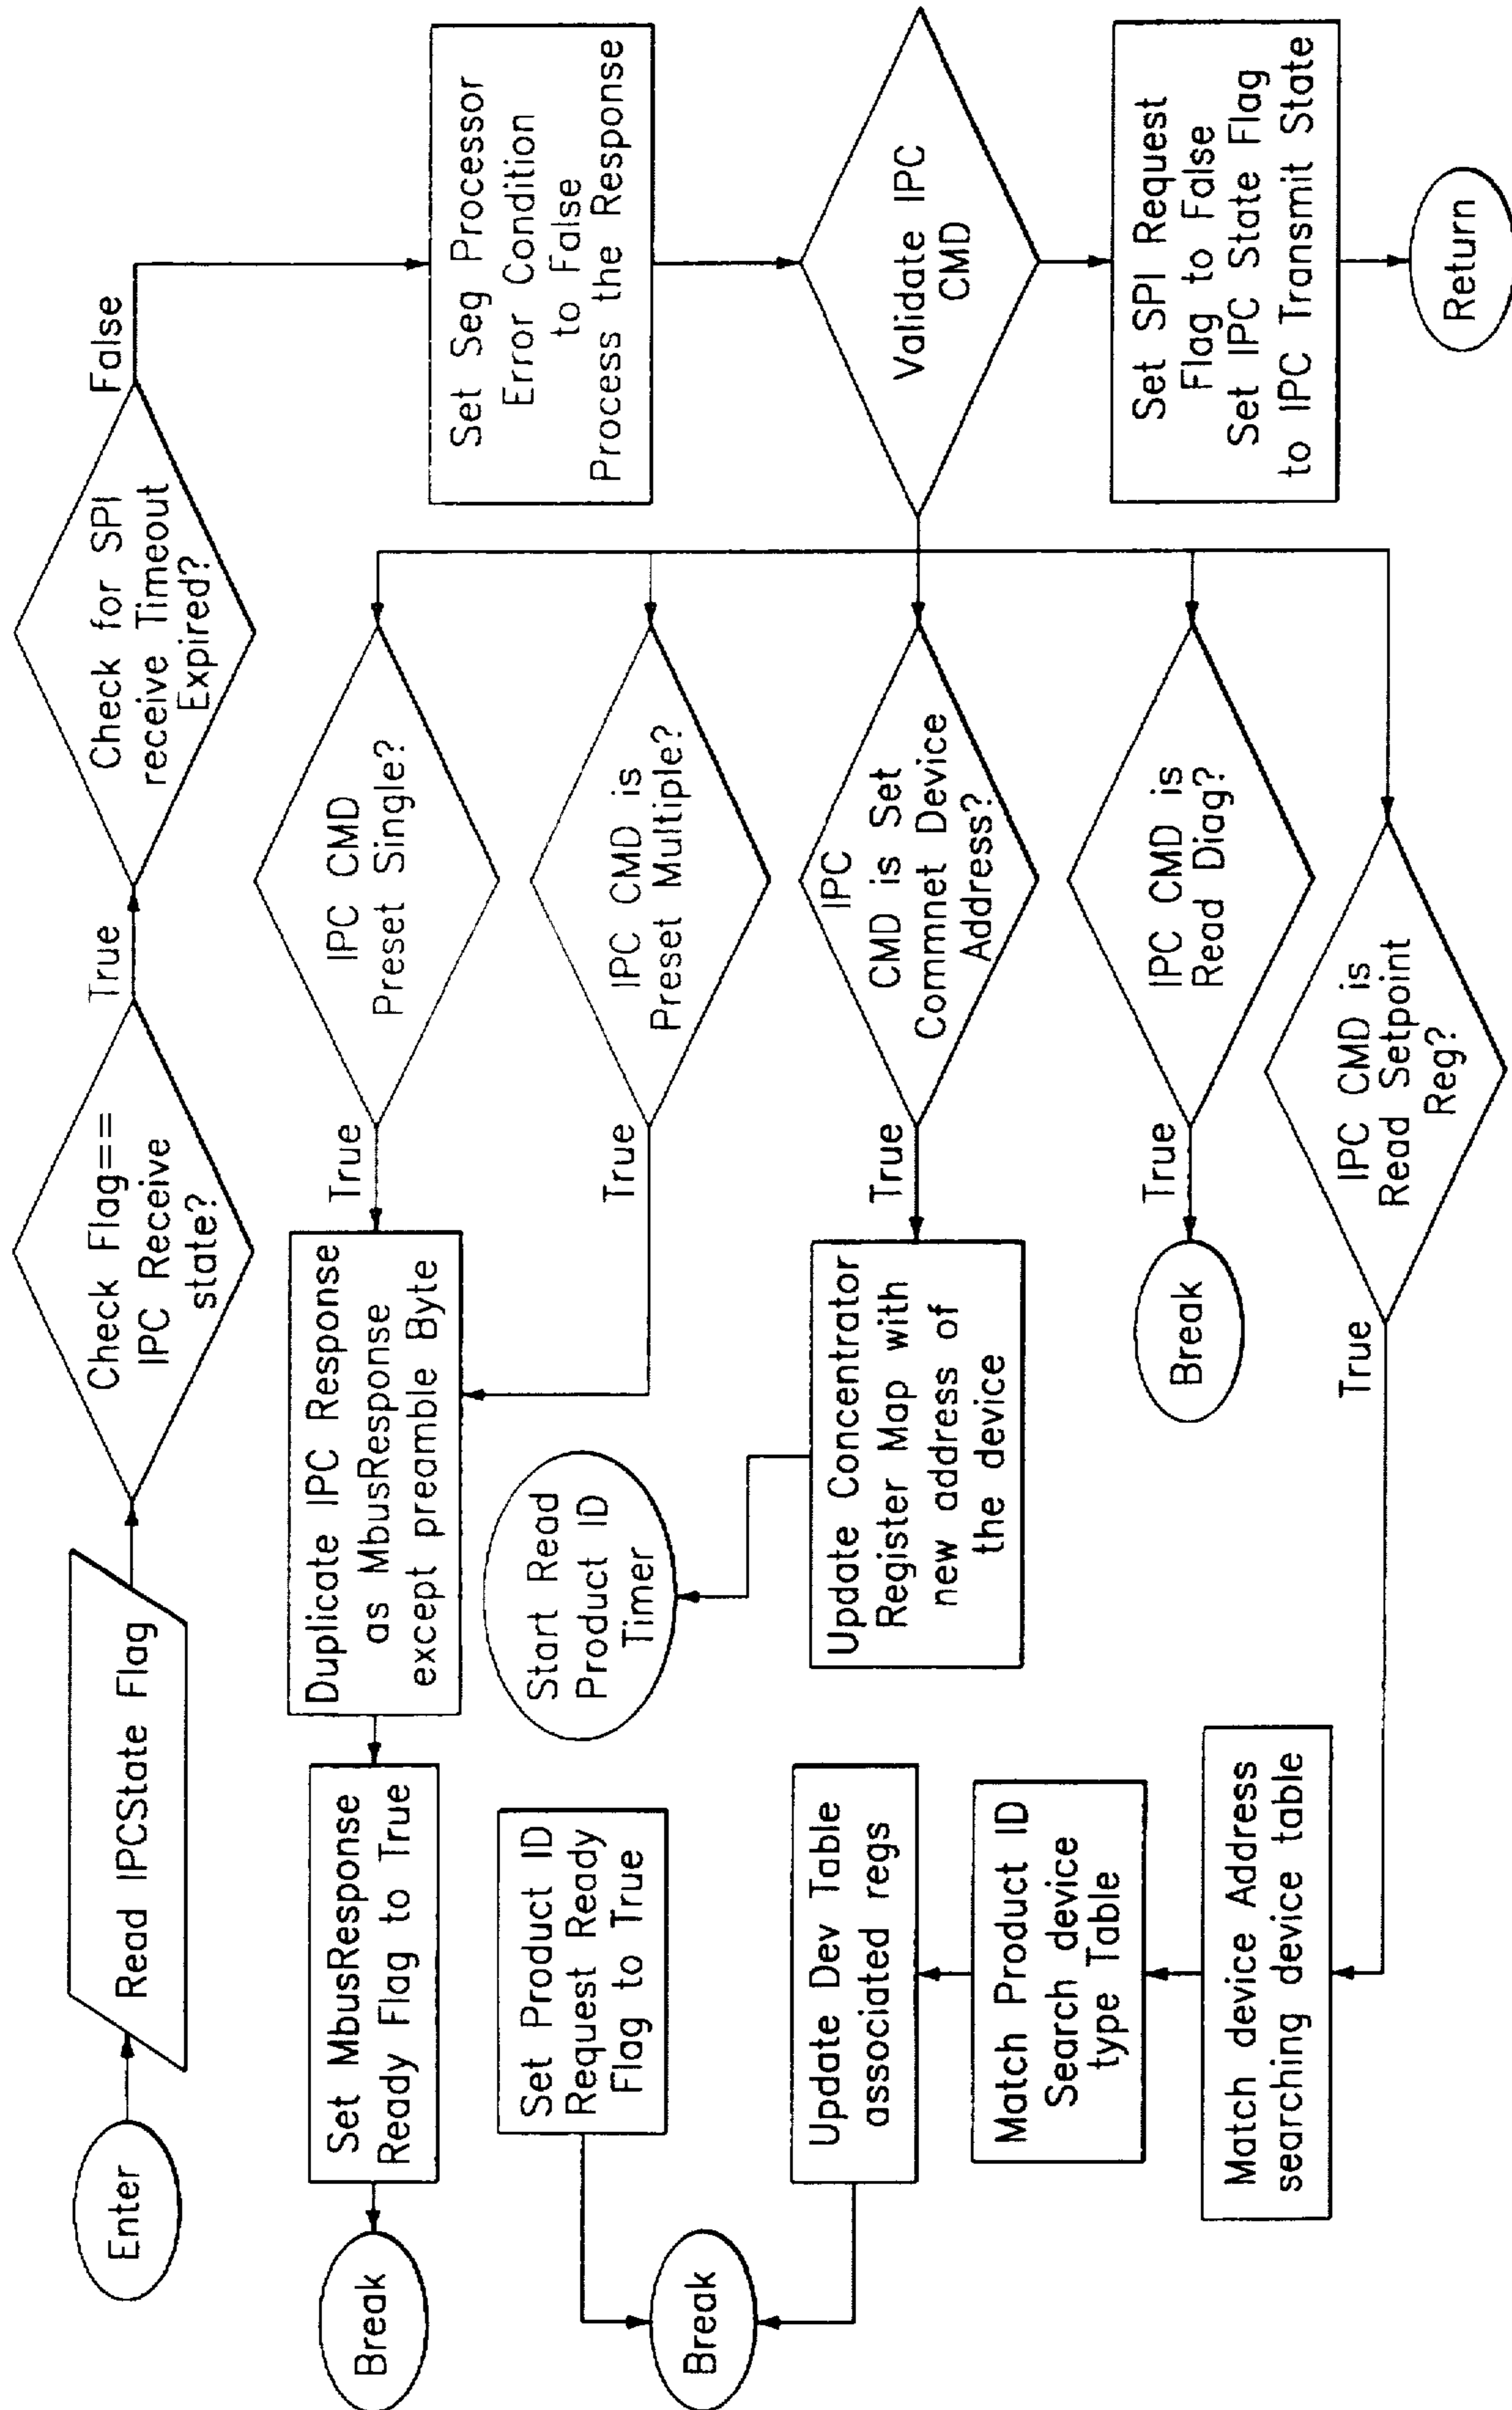 Enter
Read IPCState Flag
Check Flag==
IPC Receive
state?
True
Check for SPI
receive Timeout
Expired?
False
Set Seg Processor
Error Condition
to False
Process the Response
Validate IPC
CMD
Set SPI Request
Flag to False
Set IPC State Flag
to IPC Transmit State
Return
IPC CMD
Preset Single?
True
Duplicate IPC Response
as MbusResponse
except preamble Byte
Set MbusResponse
Ready Flag to True
Break
IPC CMD is
Preset Multiple?
True
IPC
CMD is Set
Commnet Device
Address?
True
Update Concentrator
Register Map with
new address of
the device
Start Read
Product ID
Timer
Set Product ID
Request Ready
Flag to True
Break
IPC CMD is
Read Diag?
True
Break
IPC CMD is
Read Setpoint
Reg?
True
Match device Address
searching device table
Match Product ID
Search device
type Table
Update Dev Table
associated regs